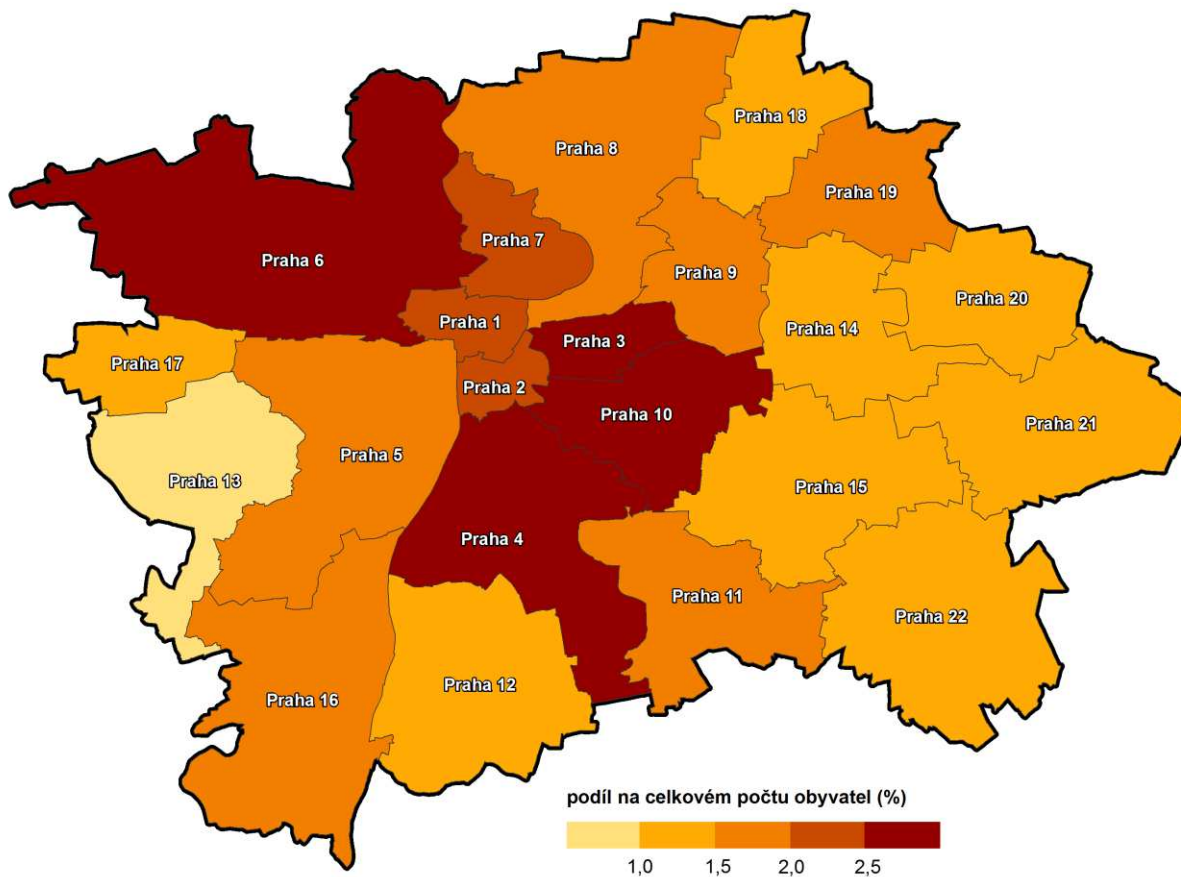 Praha 18
Praha 8
Praha 19
Praha 7
Praha 6
Praha 9
Praha 20
Praha 1
Praha 14
Praha 3
Praha 17
Praha 2
Praha 10
Praha 21
Praha 5
Praha 13
Praha 15
Praha 4
Praha 11
Praha 22
Praha 12
Praha 16
podíl na celkovém počtu obyvatel (%)
1,0 1,5 2,0 2,5